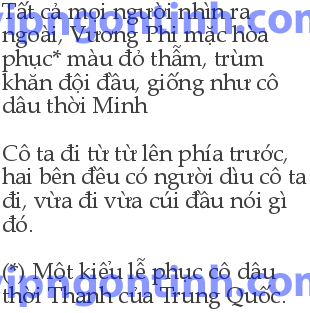 Tất cả mọi người nhìn ra
ngoài, Vương Phi mặc hòa
phục* màu đỏ thẫm, trùm
khăn đội đầu, giống như cô
dâu thời Minh
Cô ta đi từ từ lên phía trước,
hai bên đều có người dìu cô ta
đi, vừa đi vừa cúi đầu nói gì
đó.
(*) Một kiểu lễ phục cô dâu
thời Thanh của Trung Quốc.